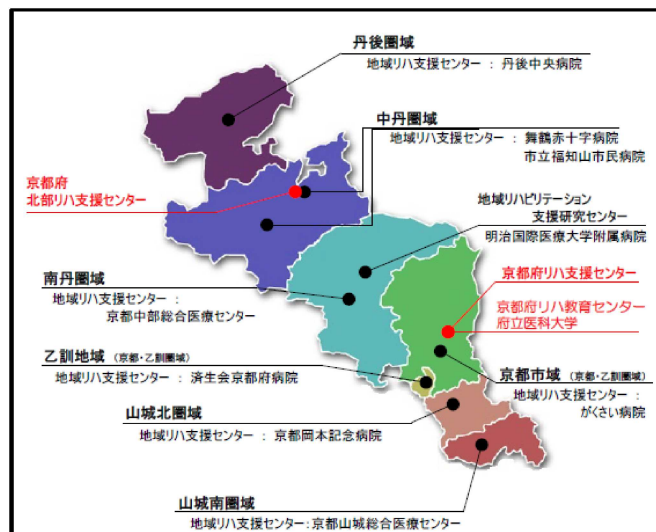 丹後圏域
地域リハ支援センター : 丹後中央病院
中丹圏域
地域リハ支援センター : 舞鶴赤十字病院
市立福知山市民病院
京都府
北部リハ支援センター
地域リハビリテーション
支援研究センター
明治国際医療大学附属病院
南丹圏域
地域リハ支援センター :
京都中部総合医療センター
京都府リハ支援センター
京都府リハ教育センター
府立医科大学
乙訓地域 (京都・乙訓圏域)
地域リハ支援センター : 済生会京都府病院
京都市域 (京都・乙訓圏域)
地域リハ支援センター :
がくさい病院
山城北圏域
地域リハ支援センター : 京都岡本記念病院
山城南圏域
地域リハ支援センター:京都山城総合医療センター